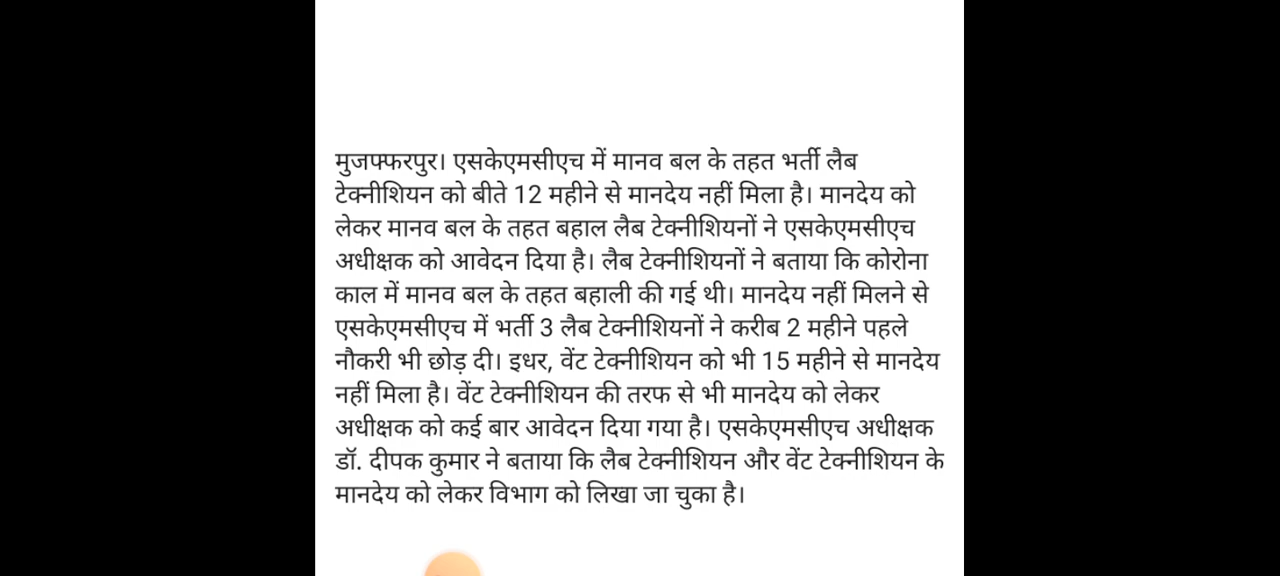 मुजफ्फरपुर। एसकेएमसीएच में मानव बल के तहत भर्ती लैब
टेक्नीशियन को बीते 12 महीने से मानदेय नहीं मिला है। मानदेय को
लेकर मानव बल के तहत बहाल लैब टेक्नीशियनों ने एसकेएमसीएच
अधीक्षक को आवेदन दिया है। लैब टेक्नीशियनों ने बताया कि कोरोना
काल में मानव बल के तहत बहाली की गई थी। मानदेय नहीं मिलने से
एसकेएमसीएच में भर्ती 3 लैब टेक्नीशियनों ने करीब 2 महीने पहले
नौकरी भी छोड़ दी। इधर, वेंट टेक्नीशियन को भी 15 महीने से मानदेय
नहीं मिला है। वेंट टेक्नीशियन की तरफ से भी मानदेय को लेकर
अधीक्षक को कई बार आवेदन दिया गया है। एसकेएमसीएच अधीक्षक
डॉ. दीपक कुमार ने बताया कि लैब टेक्नीशियन और वेंट टेक्नीशियन के
मानदेय को लेकर विभाग को लिखा जा चुका है।